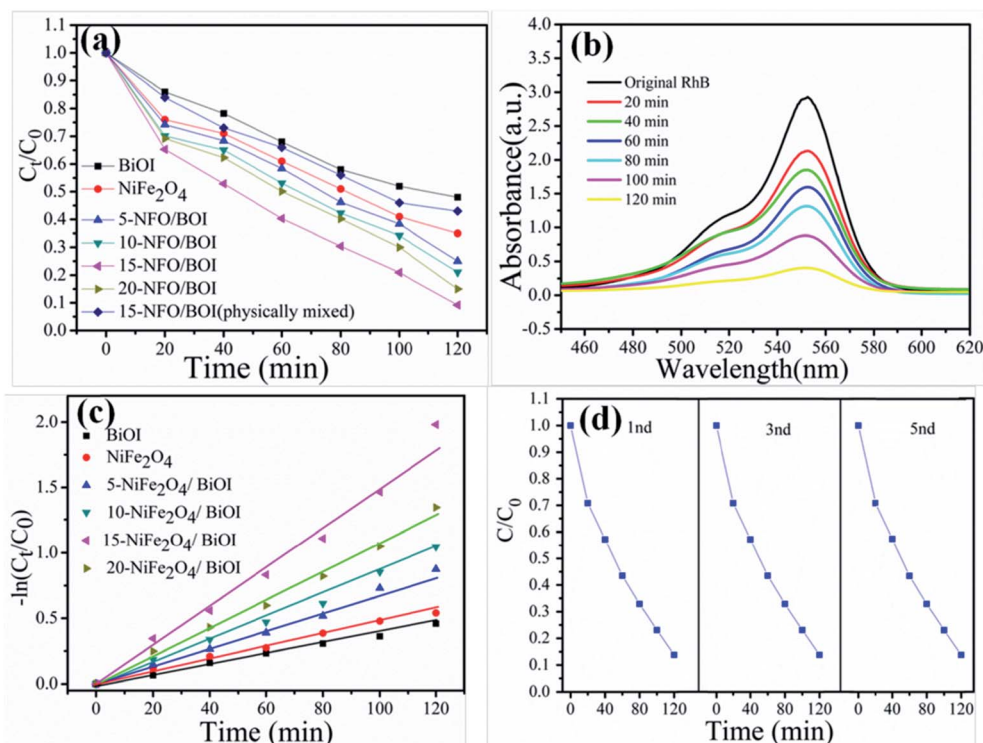 (a)
1.1
1.0
0.9
0.8
0.7
0.6
0.5
0.4
0.3
0.2
0.1
0.0
Cₜ/C₀
BiOI
NiFe₂O₄
5-NFO/BOI
10-NFO/BOI
15-NFO/BOI
20-NFO/BOI
15-NFO/BOI(physically mixed)
0 20 40 60 80 100 120
Time (min)
(b)
3.5
3.0
2.5
2.0
1.5
1.0
0.5
0.0
-0.5
Absorbance(a.u.)
Original RhB
20 min
40 min
60 min
80 min
100 min
120 min
460 480 500 520 540 560 580 600 620
Wavelength(nm)
(c)
2.0
1.5
1.0
0.5
0.0
-ln(Cₜ/C₀)
BiOI
NiFe₂O₄
5-NiFe₂O₄/ BiOI
10-NiFe₂O₄/ BiOI
15-NiFe₂O₄/ BiOI
20-NiFe₂O₄/ BiOI
0 20 40 60 80 100 120
Time (min)
(d)
1.1
1.0
0.9
0.8
0.7
0.6
0.5
0.4
0.3
0.2
0.1
0.0
C/C₀
1nd 3nd 5nd
0 40 80 120 0 40 80 120 0 40 80 120
Time (min)